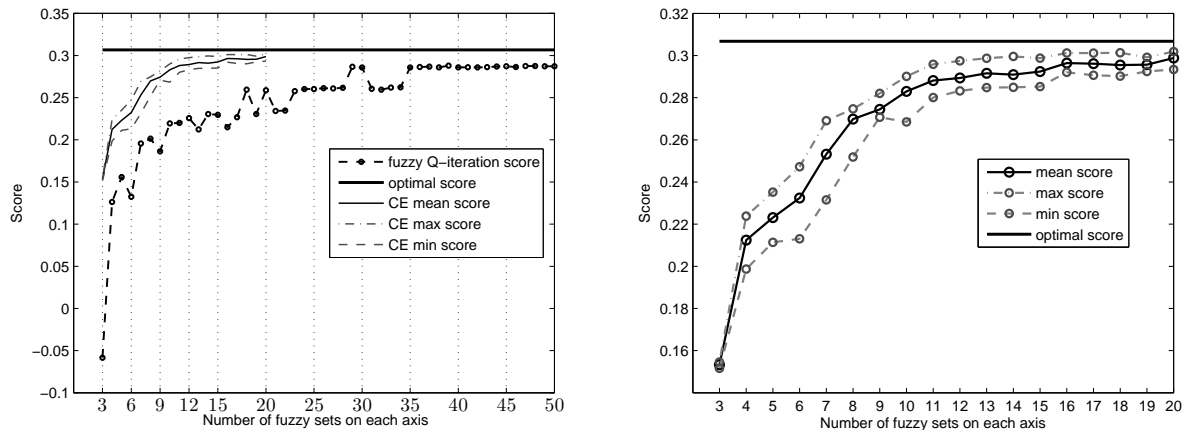 0.35
0.3
0.25
0.2
0.15
0.1
0.05
0
−0.05
−0.1
Score
3 6 9 12 15 20 25 30 35 40 45 50
Number of fuzzy sets on each axis
fuzzy Q-iteration score
optimal score
CE mean score
CE max score
CE min score
0.32
0.3
0.28
0.26
0.24
0.22
0.2
0.18
0.16
Score
3 4 5 6 7 8 9 10 11 12 13 14 15 16 17 18 19 20
Number of fuzzy sets on each axis
mean score
max score
min score
optimal score